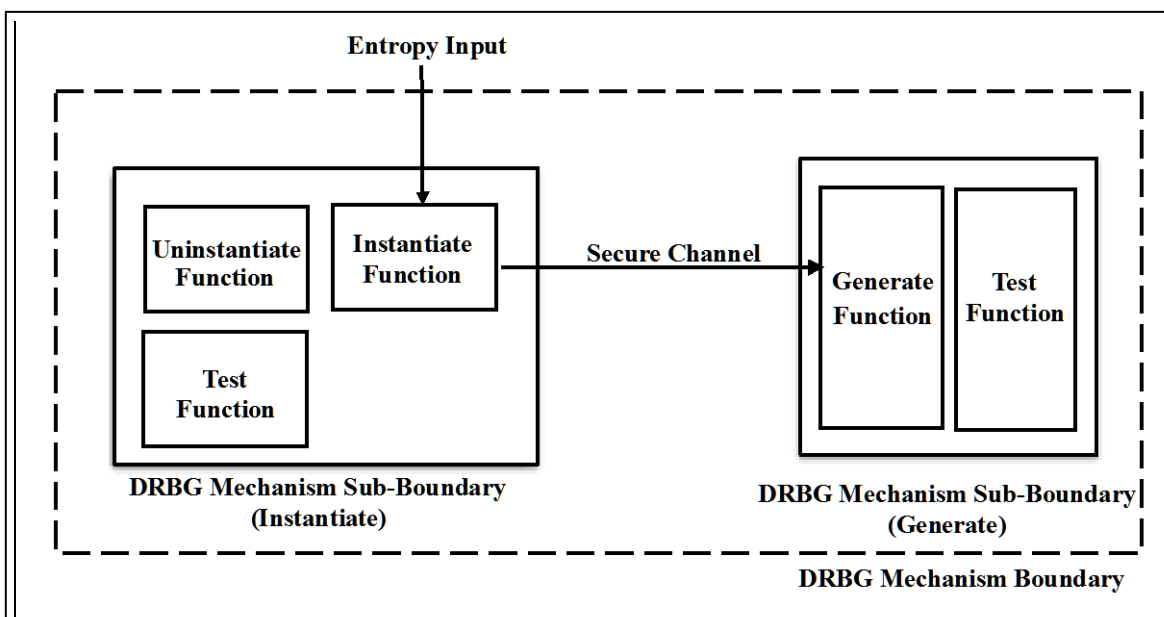 Entropy Input
Uninstantiate
Function
Instantiate
Function
Secure Channel
Generate
Function
Test
Function
Test
Function
DRBG Mechanism Sub-Boundary
(Instantiate)
DRBG Mechanism Sub-Boundary
(Generate)
DRBG Mechanism Boundary